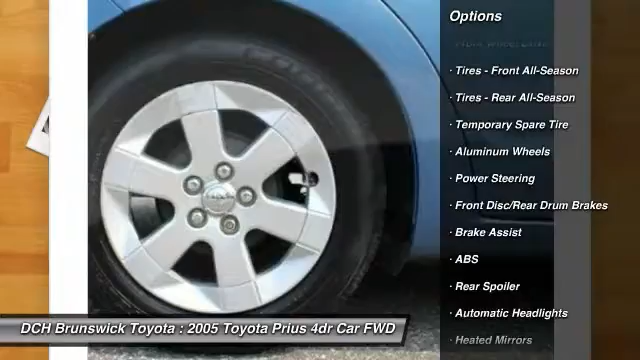 Options
· Tires - Front All-Season
· Tires - Rear All-Season
· Temporary Spare Tire
· Aluminum Wheels
· Power Steering
· Front Disc/Rear Drum Brakes
· Brake Assist
· ABS
· Rear Spoiler
· Automatic Headlights
· Heated Mirrors
DCH Brunswick Toyota : 2005 Toyota Prius 4dr Car FWD